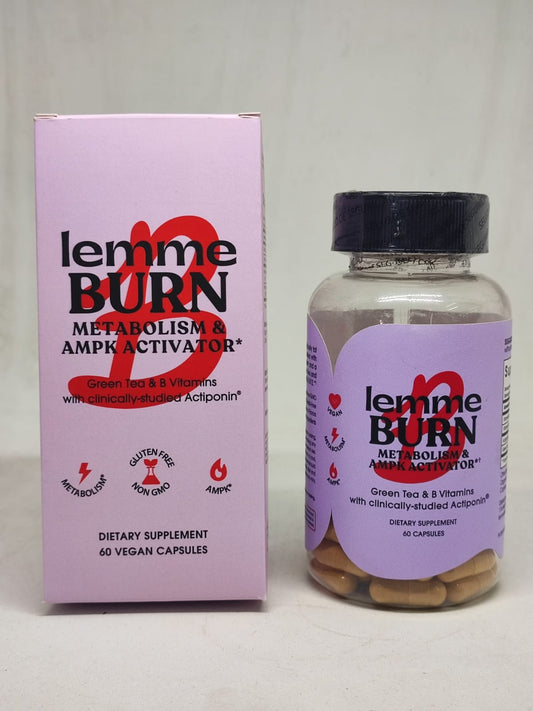 lemme
BURN
METABOLISM &
AMPK ACTIVATOR*
Green Tea & B Vitamins
with clinically-studied Actiponin®
METABOLISM*
GLUTEN FREE
NON GMO
AMPK*
DIETARY SUPPLEMENT
60 VEGAN CAPSULES
lemme
BURN
METABOLISM &
AMPK ACTIVATOR*†
Green Tea & B Vitamins
with clinically-studied Actiponin®
DIETARY SUPPLEMENT
60 CAPSULES
VEGAN
METABOLISM*
AMPK*